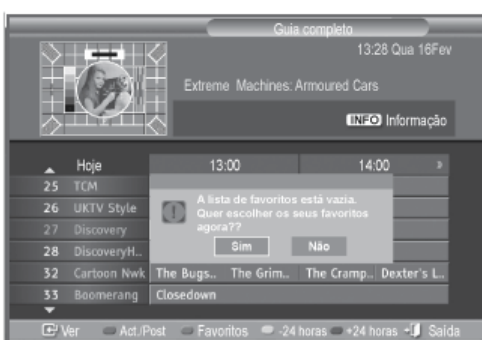 Guia completo
13:28 Qua 16Fev
Extreme Machines: Armoured Cars
INFO Informação
Hoje 13:00 14:00 »
25 TCM
26 UKTV Style
27 Discovery
28 DiscoveryH..
A lista de favoritos está vazia.
Quer escolher os seus favoritos
agora??
Sim Não
32 Cartoon Nwk The Bugs.. The Grim.. The Cramp.. Dexter's L..
33 Boomerang Closedown
Ver Act./Post Favoritos -24 horas +24 horas Saída